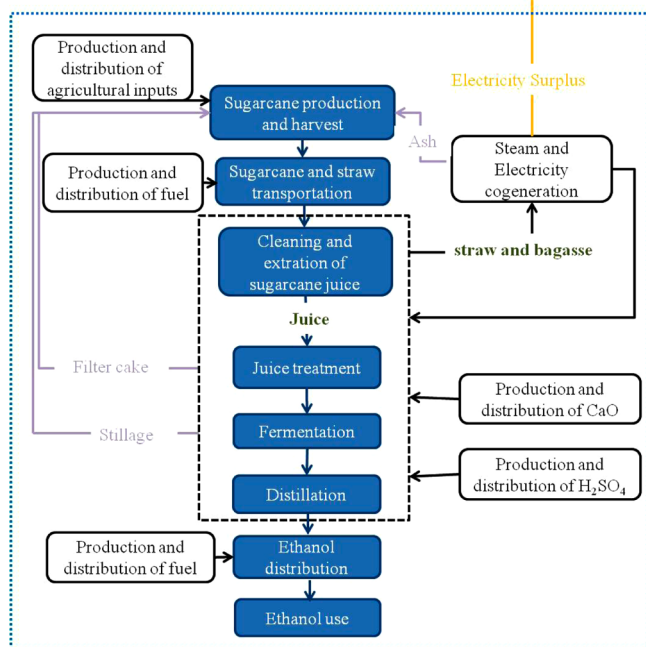 Production and
distribution of
agricultural inputs
Electricity Surplus
Sugarcane production
and harvest
Ash
Steam and
Electricity
cogeneration
Production and
distribution of fuel
Sugarcane and straw
transportation
Cleaning and
extration of
sugarcane juice
straw and bagasse
Juice
Filter cake
Juice treatment
Production and
distribution of CaO
Stillage
Fermentation
Production and
distribution of H₂SO₄
Distillation
Production and
distribution of fuel
Ethanol
distribution
Ethanol use